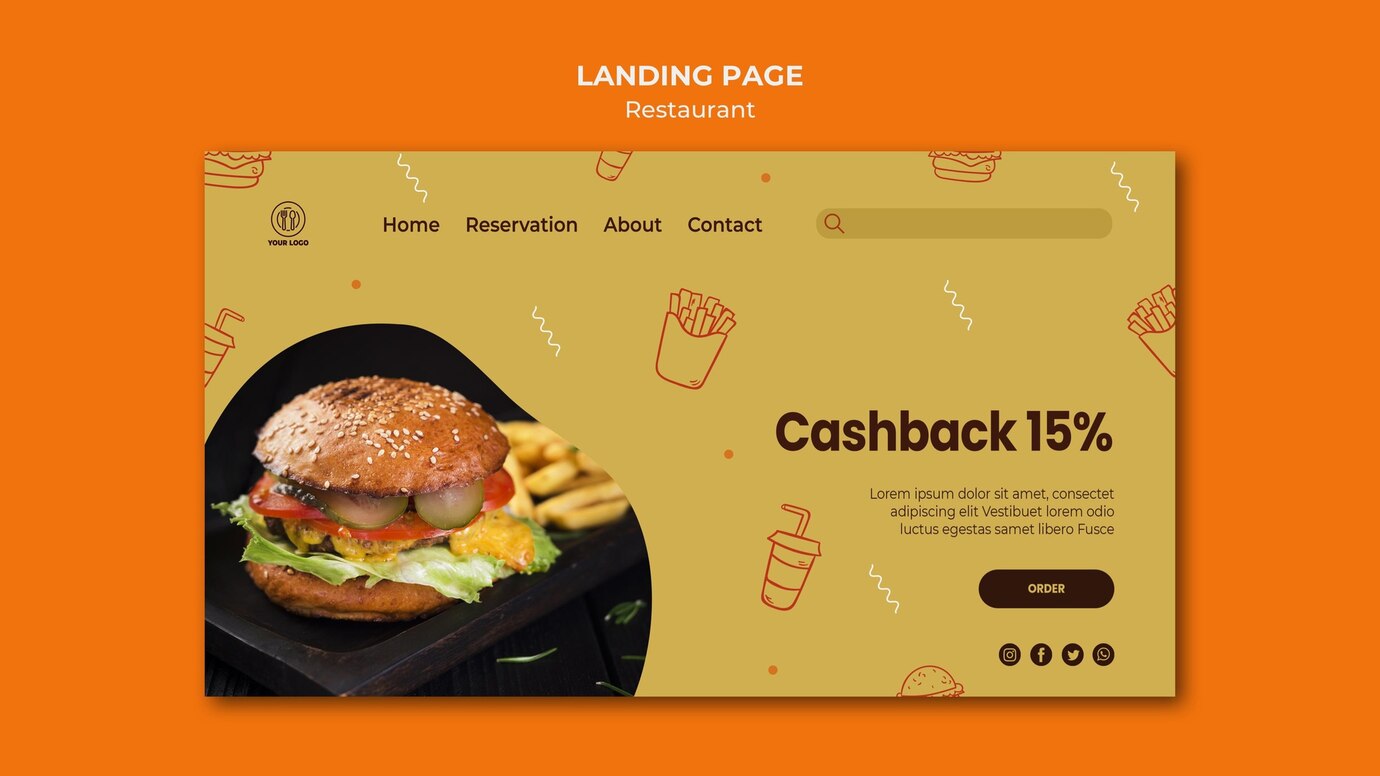 LANDING PAGE
Restaurant
YOUR LOGO
Home Reservation About Contact
Cashback 15%
Lorem ipsum dolor sit amet, consectet
adipiscing elit Vestibuet lorem odio
luctus egestas samet libero Fusce
ORDER